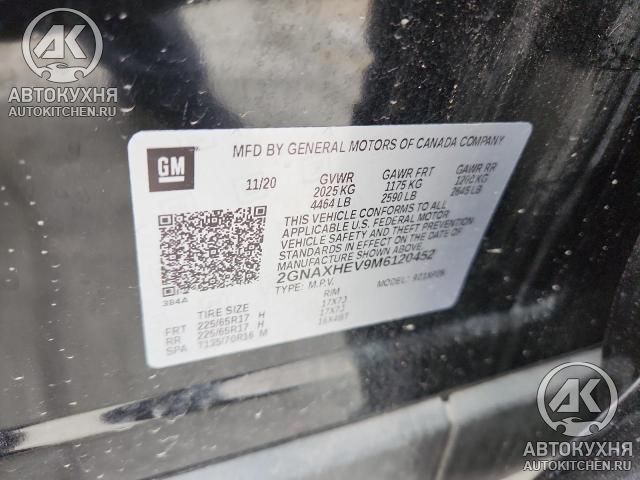 AK
АВТОКУХНЯ
AUTOKITCHEN.RU
GM
MFD BY GENERAL MOTORS OF CANADA COMPANY
11/20 GVWR GAWR FRT GAWR RR
2025 KG 1175 KG 1200 KG
4464 LB 2590 LB 2645 LB
THIS VEHICLE CONFORMS TO ALL
APPLICABLE U.S. FEDERAL MOTOR
VEHICLE SAFETY AND THEFT PREVENTION
STANDARDS IN EFFECT ON THE DATE OF
MANUFACTURE SHOWN ABOVE.
2GNAXHEV9M6120452
TYPE: M.P.V. MODEL:
3B4A
TIRE SIZE RIM
FRT 225/65R17 H 17X7J
RR 225/65R17 H 17X7J
SPA T135/70R16 M 16X4BT
AK
АВТОКУХНЯ
AUTOKITCHEN.RU